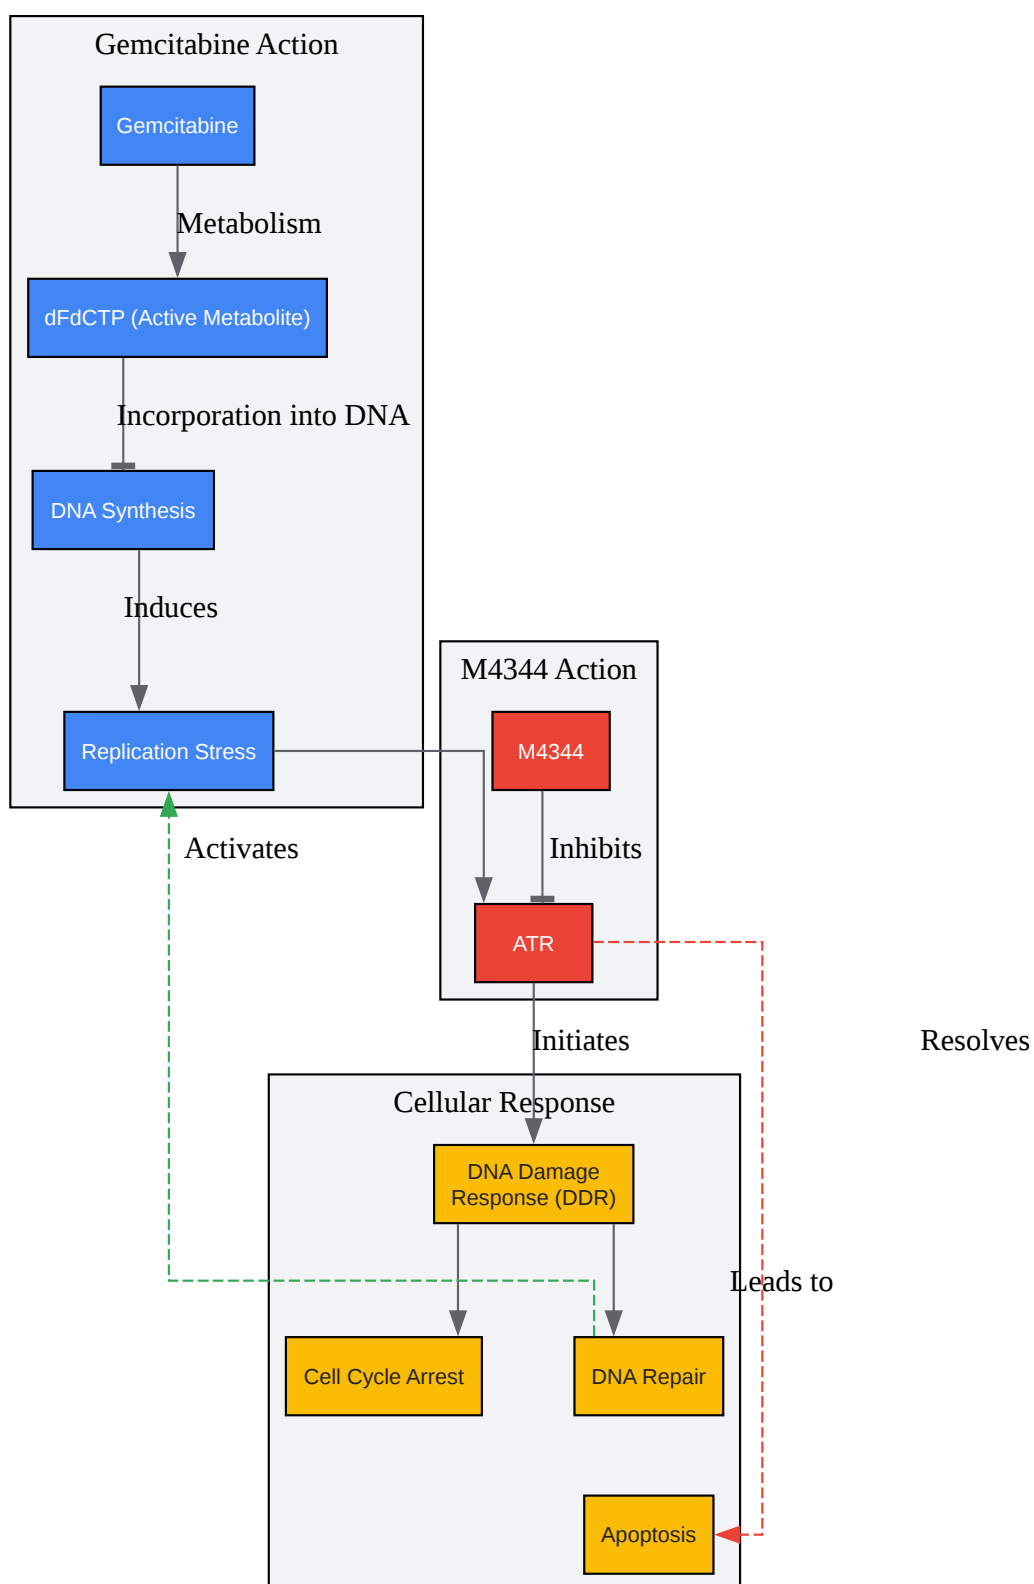 Gemcitabine Action
Gemcitabine
Metabolism
dFdCTP (Active Metabolite)
Incorporation into DNA
DNA Synthesis
Induces
M4344 Action
Replication Stress
M4344
Activates
Inhibits
ATR
Initiates
Resolves
Cellular Response
DNA Damage
Response (DDR)
Leads to
Cell Cycle Arrest
DNA Repair
Apoptosis